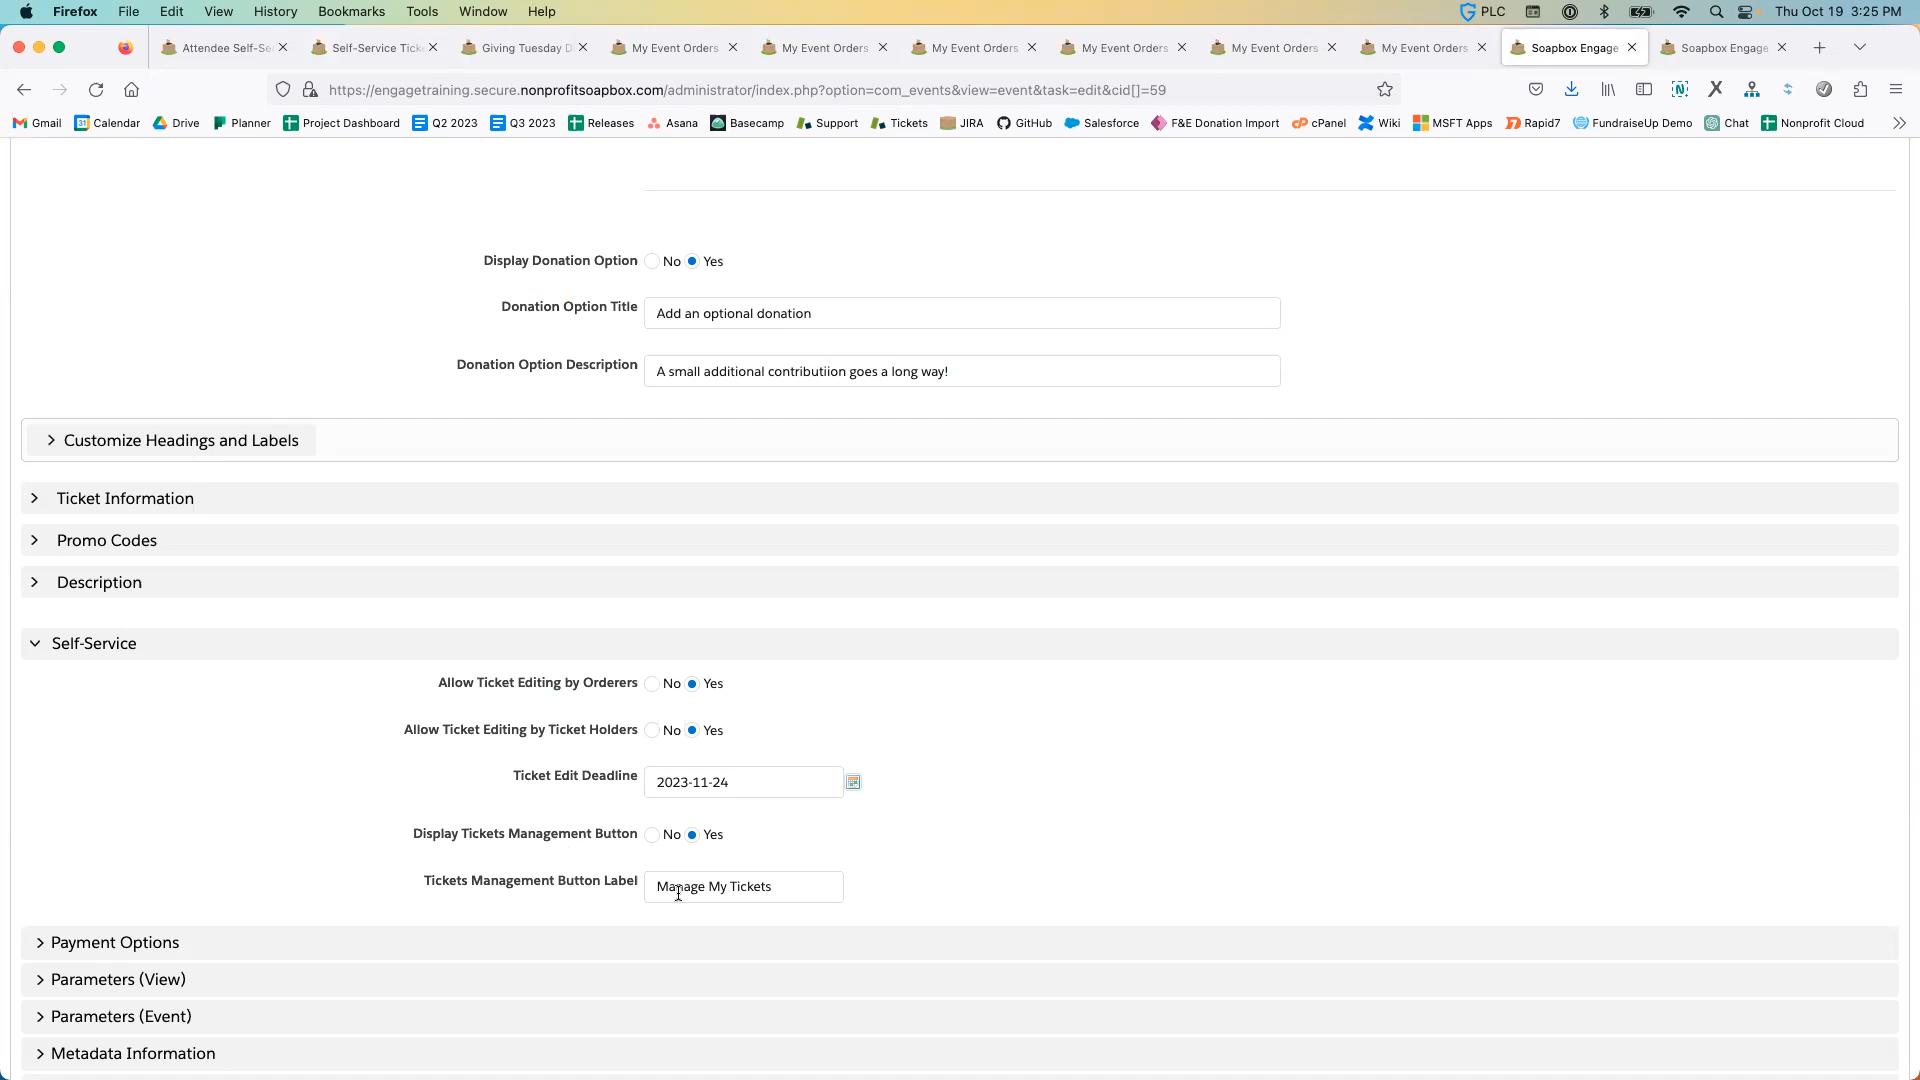 Firefox File Edit View History Bookmarks Tools Window Help PLC Thu Oct 19 3:25 PM
Attendee Self-Se Self-Service Tick Giving Tuesday D My Event Orders My Event Orders My Event Orders My Event Orders My Event Orders My Event Orders Soapbox Engage Soapbox Engage
https://engagetraining.secure.nonprofitsoapbox.com/administrator/index.php?option=com_events&view=event&task=edit&cid[]=59
Gmail Calendar Drive Planner Project Dashboard Q2 2023 Q3 2023 Releases Asana Basecamp Support Tickets JIRA GitHub Salesforce F&E Donation Import cPanel Wiki MSFT Apps Rapid7 FundraiseUp Demo Chat Nonprofit Cloud
Display Donation Option No Yes
Donation Option Title Add an optional donation
Donation Option Description A small additional contributiion goes a long way!
Customize Headings and Labels
Ticket Information
Promo Codes
Description
Self-Service
Allow Ticket Editing by Orderers No Yes
Allow Ticket Editing by Ticket Holders No Yes
Ticket Edit Deadline 2023-11-24
Display Tickets Management Button No Yes
Tickets Management Button Label Manage My Tickets
Payment Options
Parameters (View)
Parameters (Event)
Metadata Information